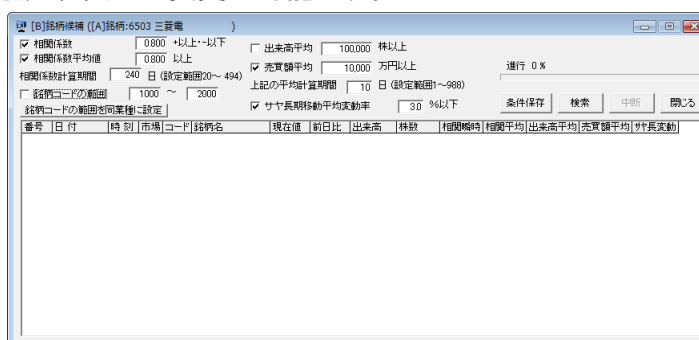 [B]銘柄候補 ([A]銘柄:6503 三菱電 )
相関係数 0.800 +以上・-以下
相関係数平均値 0.800 以上
相関係数計算期間 240 日 (設定範囲20～ 494)
銘柄コードの範囲 1000 ～ 2000
銘柄コードの範囲を同業種に設定
出来高平均 100,000 株以上
売買額平均 10,000 万円以上
上記の平均計算期間 10 日 (設定範囲1～988)
サヤ長期移動平均変動率 3.0 %以下
進行 0 %
条件保存 検索 中断 閉じる
番号 日 付 時 刻 市場 コード 銘柄名 現在値 前日比 出来高 株数 相関瞬時 相関平均 出来高平均 売買額平均 サヤ長変動